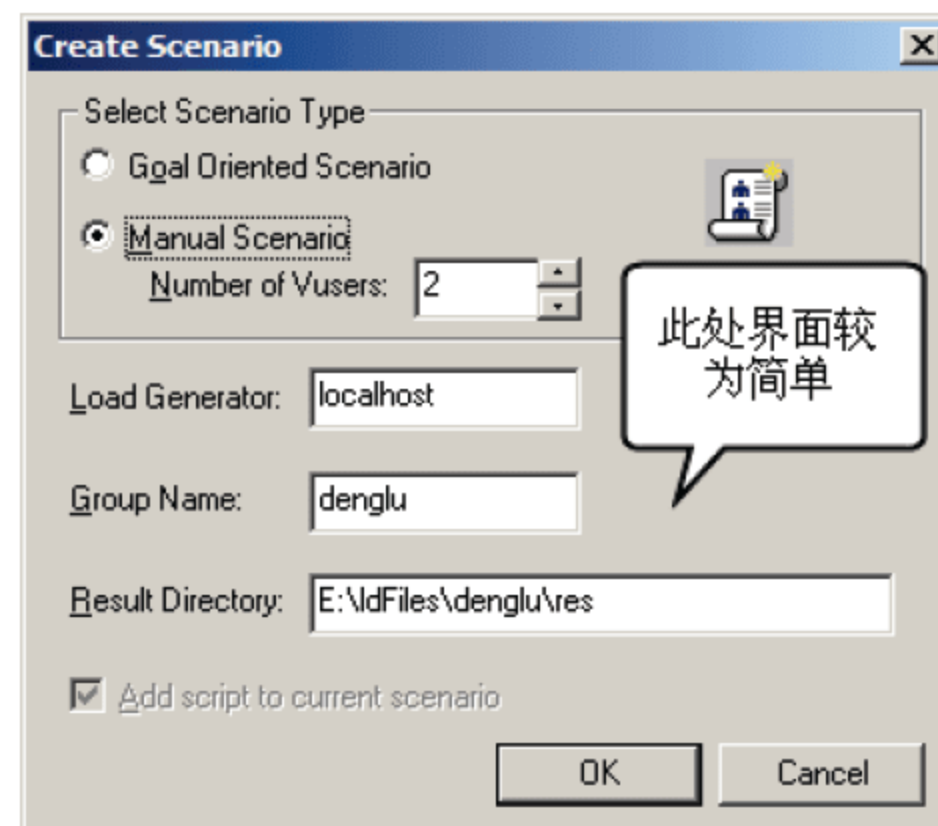 Create Scenario
Select Scenario Type
Goal Oriented Scenario
Manual Scenario
Number of Vusers: 2
此处界面较
为简单
Load Generator: localhost
Group Name: denglu
Result Directory: E:\ldFiles\denglu\res
Add script to current scenario
OK Cancel